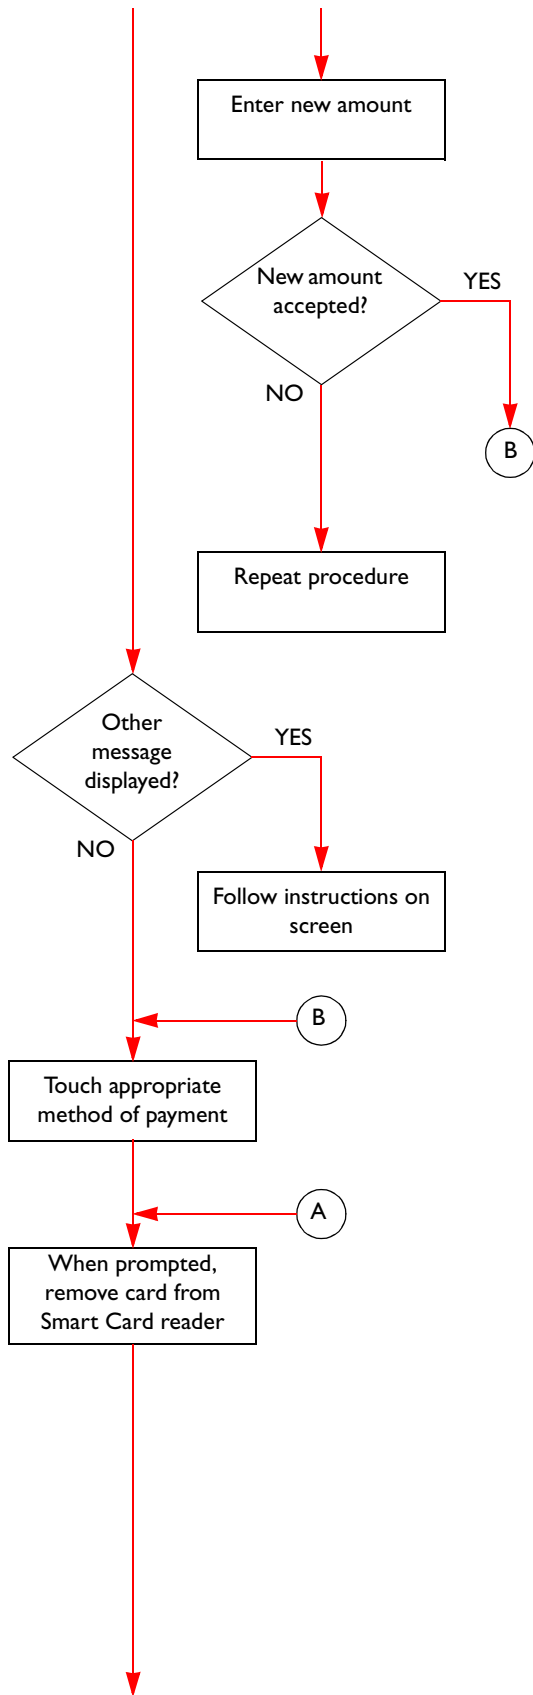 Enter new amount
New amount
accepted?
YES
NO
B
Repeat procedure
Other
message
displayed?
YES
NO
Follow instructions on
screen
B
Touch appropriate
method of payment
A
When prompted,
remove card from
Smart Card reader